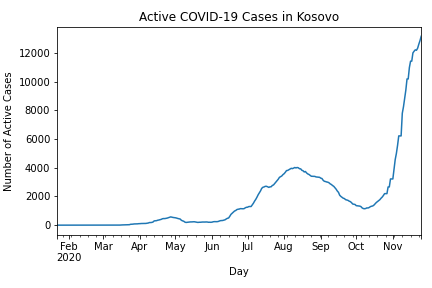 Active COVID-19 Cases in Kosovo
Number of Active Cases
12000
10000
8000
6000
4000
2000
0
Feb Mar Apr May Jun Jul Aug Sep Oct Nov
2020
Day